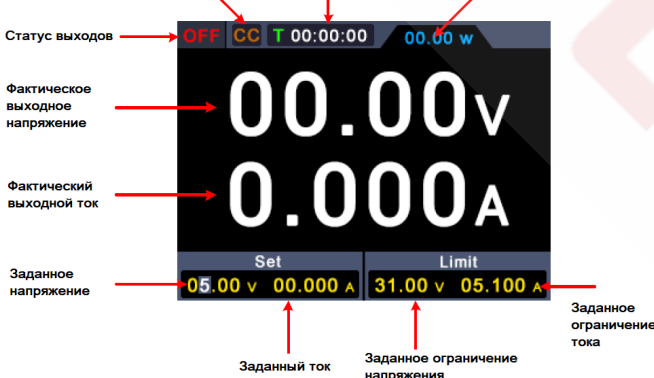 Статус выходов
OFF CC T 00:00:00 00.00 W
Фактическое
выходное
напряжение
00.00V
Фактический
выходной ток
0.000A
Set Limit
Заданное
напряжение
05.00 V 00.000 A 31.00 V 05.100 A
Заданное
ограничение
тока
Заданный ток
Заданное ограничение
напряжения